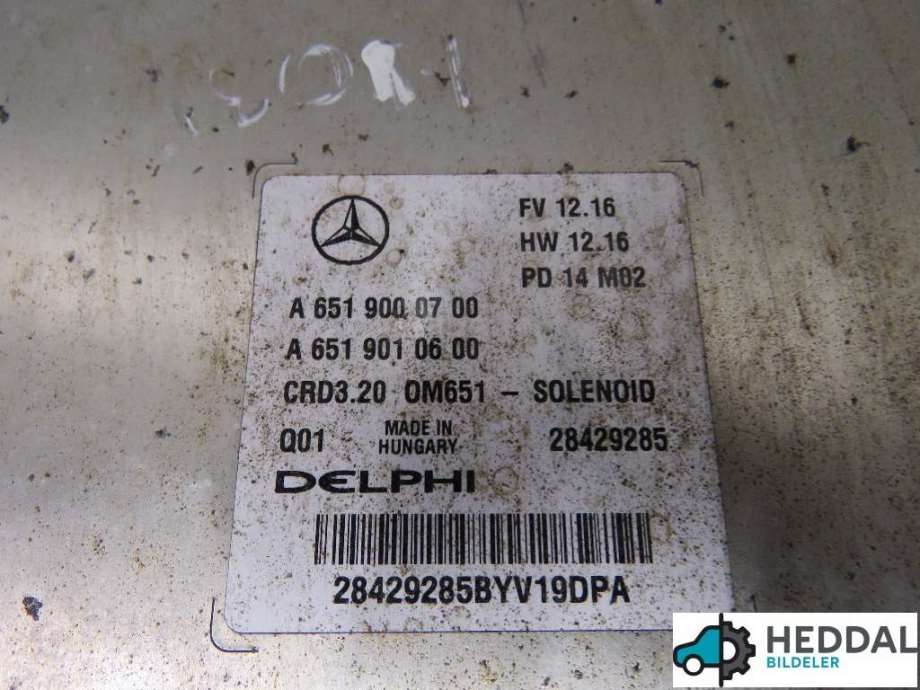 FV 12.16
HW 12.16
PD 14 M02
A 651 900 07 00
A 651 901 06 00
CRD3.20 OM651 – SOLENOID
Q01 MADE IN HUNGARY 28429285
DELPHI
28429285BYV19DPA
HEDDAL
BILDELER